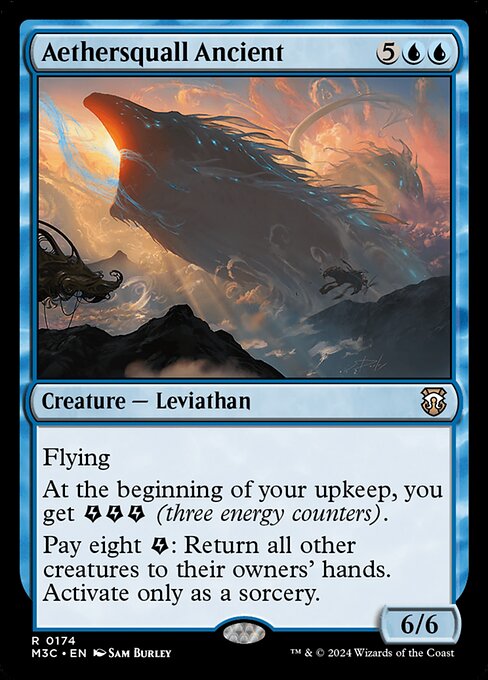 Aethersquall Ancient 5
Creature — Leviathan
Flying
At the beginning of your upkeep, you
get (three energy counters).
Pay eight : Return all other
creatures to their owners' hands.
Activate only as a sorcery.
6/6
R 0174
M3C • EN SAM BURLEY
™ & © 2024 Wizards of the Coast